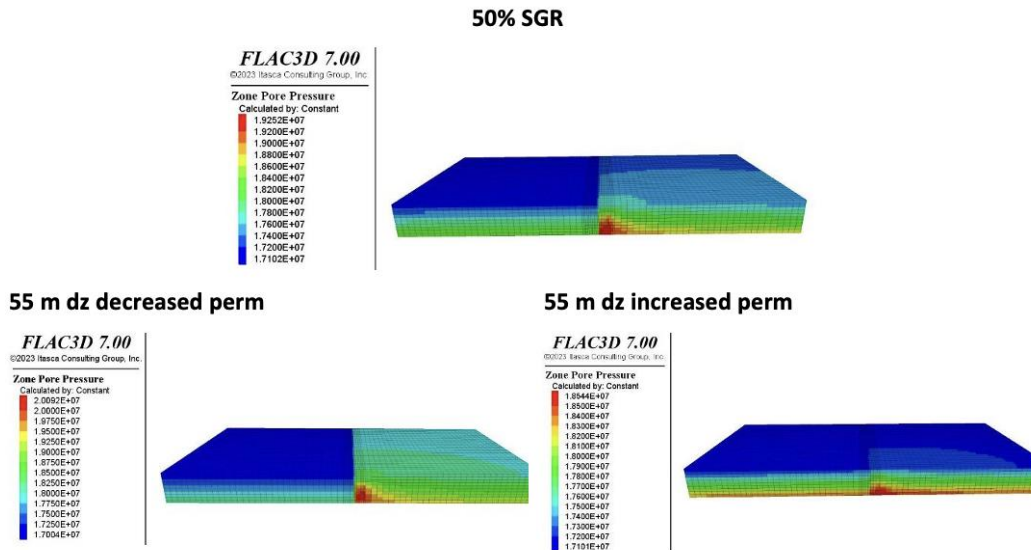 50% SGR
FLAC3D 7.00
©2023 Itasca Consulting Group, Inc.
Zone Pore Pressure
Calculated by: Constant
1.9252E+07
1.9200E+07
1.9000E+07
1.8800E+07
1.8600E+07
1.8400E+07
1.8200E+07
1.8000E+07
1.7800E+07
1.7600E+07
1.7400E+07
1.7200E+07
1.7102E+07
55 m dz decreased perm
FLAC3D 7.00
©2023 Itasca Consulting Group, Inc.
Zone Pore Pressure
Calculated by: Constant
2.0092E+07
2.0000E+07
1.9750E+07
1.9500E+07
1.9250E+07
1.9000E+07
1.8750E+07
1.8500E+07
1.8250E+07
1.8000E+07
1.7750E+07
1.7500E+07
1.7250E+07
1.7004E+07
55 m dz increased perm
FLAC3D 7.00
©2023 Itasca Consulting Group, Inc.
Zone Pore Pressure
Calculated by: Constant
1.8544E+07
1.8500E+07
1.8400E+07
1.8300E+07
1.8200E+07
1.8100E+07
1.8000E+07
1.7900E+07
1.7800E+07
1.7700E+07
1.7600E+07
1.7500E+07
1.7400E+07
1.7300E+07
1.7200E+07
1.7101E+07